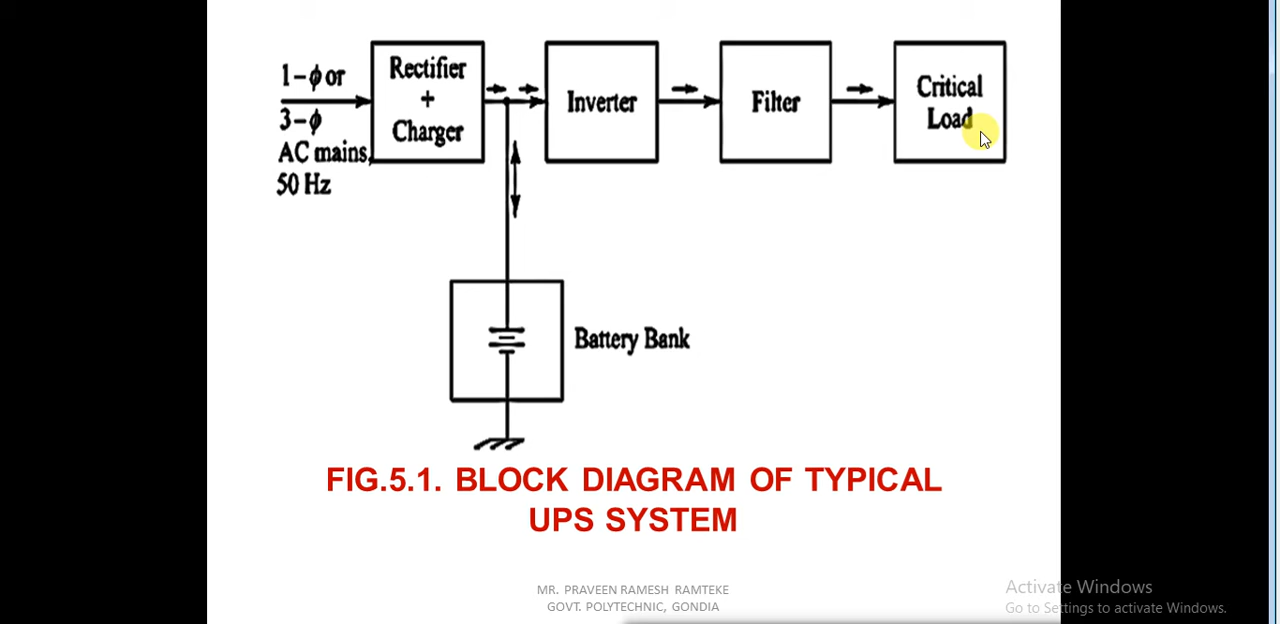 1-ϕ or
3-ϕ
AC mains,
50 Hz
Rectifier
+
Charger
Inverter
Filter
Critical
Load
Battery Bank
FIG.5.1. BLOCK DIAGRAM OF TYPICAL
UPS SYSTEM
MR. PRAVEEN RAMESH RAMTEKE
GOVT. POLYTECHNIC, GONDIA
Activate Windows
Go to Settings to activate Windows.